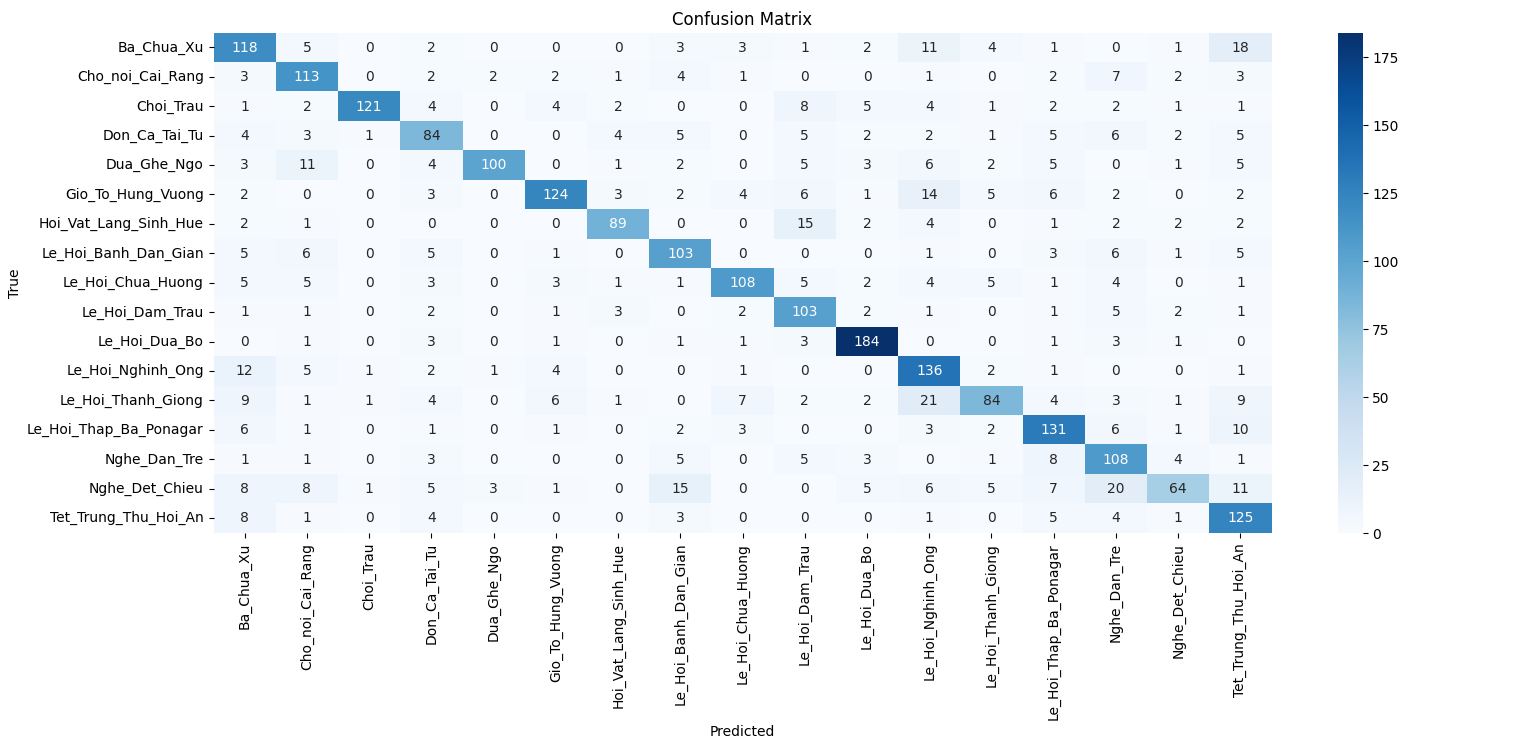 Confusion Matrix
Ba_Chua_Xu 118 5 0 2 0 0 0 3 3 1 2 11 4 1 0 1 18
Cho_noi_Cai_Rang 3 113 0 2 2 2 1 4 1 0 0 1 0 2 7 2 3
Choi_Trau 1 2 121 4 0 4 2 0 0 8 5 4 1 2 2 1 1
Don_Ca_Tai_Tu 4 3 1 84 0 0 4 5 0 5 2 2 1 5 6 2 5
Dua_Ghe_Ngo 3 11 0 4 100 0 1 2 0 5 3 6 2 5 0 1 5
Gio_To_Hung_Vuong 2 0 0 3 0 124 3 2 4 6 1 14 5 6 2 0 2
Hoi_Vat_Lang_Sinh_Hue 2 1 0 0 0 0 89 0 0 15 2 4 0 1 2 2 2
Le_Hoi_Banh_Dan_Gian 5 6 0 5 0 1 0 103 0 0 0 1 0 3 6 1 5
Le_Hoi_Chua_Huong 5 5 0 3 0 3 1 1 108 5 2 4 5 1 4 0 1
Le_Hoi_Dam_Trau 1 1 0 2 0 1 3 0 2 103 2 1 0 1 5 2 1
Le_Hoi_Dua_Bo 0 1 0 3 0 1 0 1 1 3 184 0 0 1 3 1 0
Le_Hoi_Nghinh_Ong 12 5 1 2 1 4 0 0 1 0 0 136 2 1 0 0 1
Le_Hoi_Thanh_Giong 9 1 1 4 0 6 1 0 7 2 2 21 84 4 3 1 9
Le_Hoi_Thap_Ba_Ponagar 6 1 0 1 0 1 0 2 3 0 0 3 2 131 6 1 10
Nghe_Dan_Tre 1 1 0 3 0 0 0 5 0 5 3 0 1 8 108 4 1
Nghe_Det_Chieu 8 8 1 5 3 1 0 15 0 0 5 6 5 7 20 64 11
Tet_Trung_Thu_Hoi_An 8 1 0 4 0 0 0 3 0 0 0 1 0 5 4 1 125
True
Ba_Chua_Xu
Cho_noi_Cai_Rang
Choi_Trau
Don_Ca_Tai_Tu
Dua_Ghe_Ngo
Gio_To_Hung_Vuong
Hoi_Vat_Lang_Sinh_Hue
Le_Hoi_Banh_Dan_Gian
Le_Hoi_Chua_Huong
Le_Hoi_Dam_Trau
Le_Hoi_Dua_Bo
Le_Hoi_Nghinh_Ong
Le_Hoi_Thanh_Giong
Le_Hoi_Thap_Ba_Ponagar
Nghe_Dan_Tre
Nghe_Det_Chieu
Tet_Trung_Thu_Hoi_An
Predicted
175
150
125
100
75
50
25
0